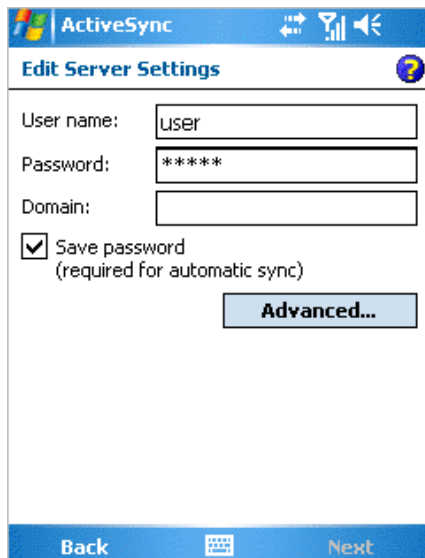 ActiveSync
Edit Server Settings
?
User name: user
Password: *****
Domain:
Save password
(required for automatic sync)
Advanced...
Back Next